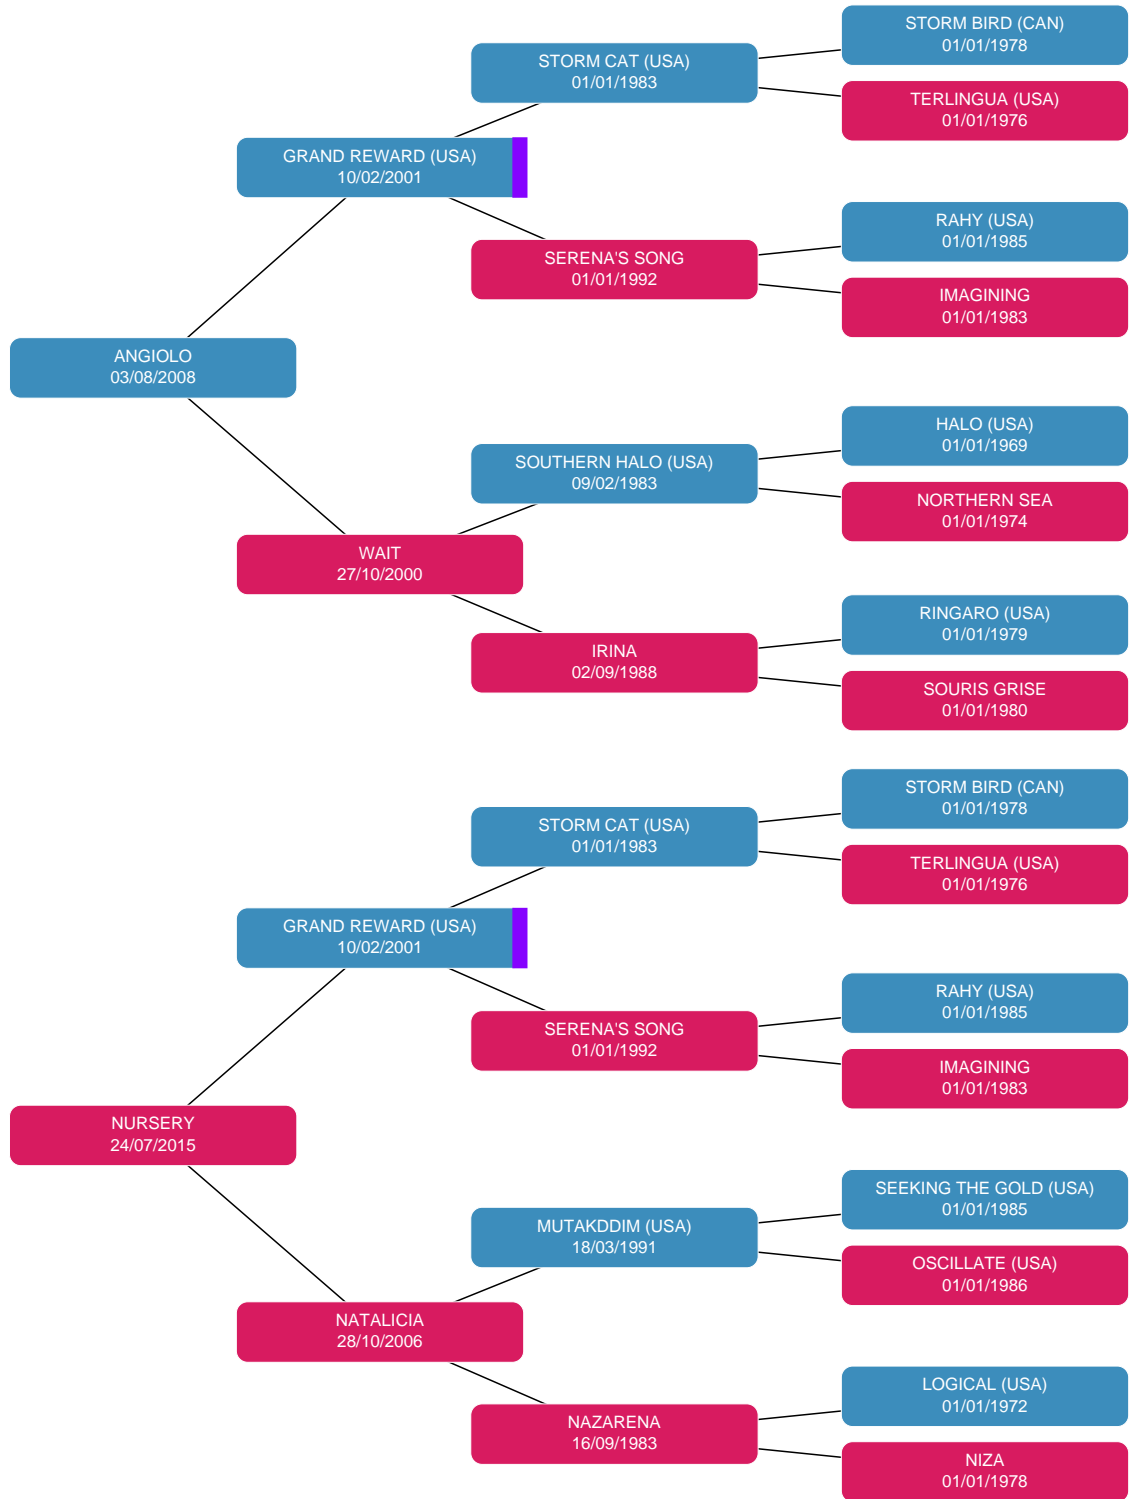 STORM BIRD (CAN)
01/01/1978
STORM CAT (USA)
01/01/1983
TERLINGUA (USA)
01/01/1976
GRAND REWARD (USA)
10/02/2001
RAHY (USA)
01/01/1985
SERENA'S SONG
01/01/1992
IMAGINING
01/01/1983
ANGIOLO
03/08/2008
HALO (USA)
01/01/1969
SOUTHERN HALO (USA)
09/02/1983
NORTHERN SEA
01/01/1974
WAIT
27/10/2000
RINGARO (USA)
01/01/1979
IRINA
02/09/1988
SOURIS GRISE
01/01/1980
STORM BIRD (CAN)
01/01/1978
STORM CAT (USA)
01/01/1983
TERLINGUA (USA)
01/01/1976
GRAND REWARD (USA)
10/02/2001
RAHY (USA)
01/01/1985
SERENA'S SONG
01/01/1992
IMAGINING
01/01/1983
NURSERY
24/07/2015
SEEKING THE GOLD (USA)
01/01/1985
MUTAKDDIM (USA)
18/03/1991
OSCILLATE (USA)
01/01/1986
NATALICIA
28/10/2006
LOGICAL (USA)
01/01/1972
NAZARENA
16/09/1983
NIZA
01/01/1978